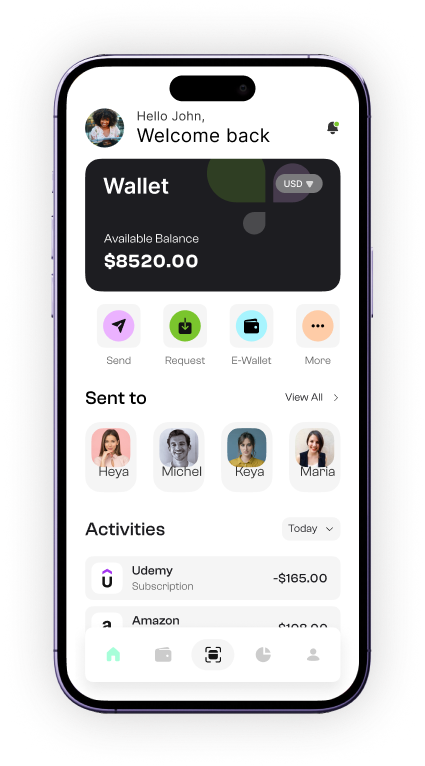 Hello John,
Welcome back
Wallet
USD
Available Balance
$8520.00
Send
Request
E-Wallet
More
Sent to
View All
Heya
Michel
Keya
Maria
Activities
Today
Udemy
-$165.00
Subscription
Amazon